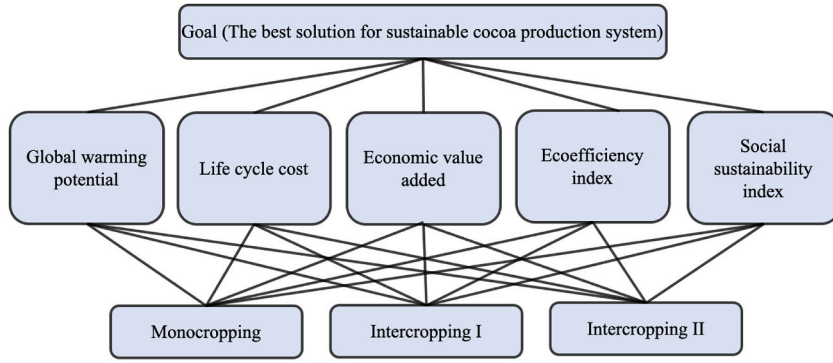 Goal (The best solution for sustainable cocoa production system)
Global warming
potential
Life cycle cost
Economic value
added
Ecoefficiency
index
Social
sustainability
index
Monocropping
Intercropping I
Intercropping II